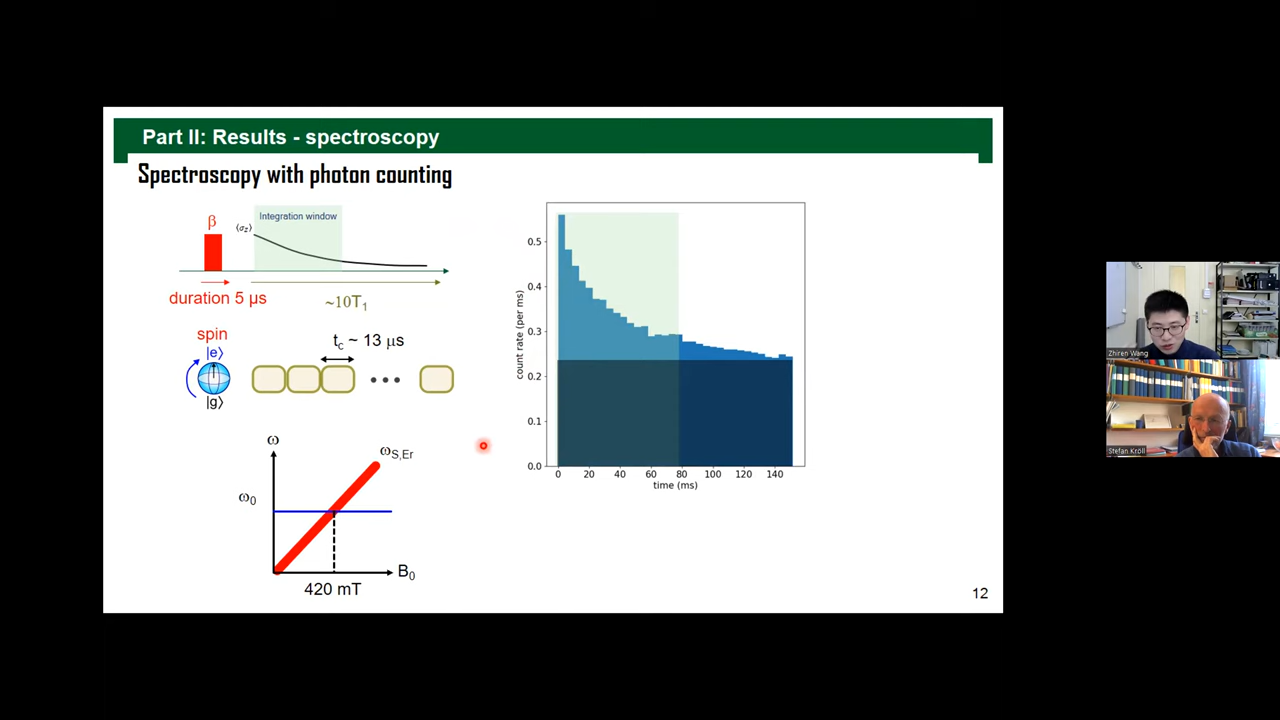 Part II: Results - spectroscopy
Spectroscopy with photon counting
β
⟨σz⟩
Integration window
duration 5 μs
~10T1
spin
|e⟩
|g⟩
tc ~ 13 μs
• • •
ω
ωS,Er
ω0
B0
420 mT
count rate (per ms)
0.5
0.4
0.3
0.2
0.1
0.0
0 20 40 60 80 100 120 140
time (ms)
12
Zhiren Wang
Stefan Kröll